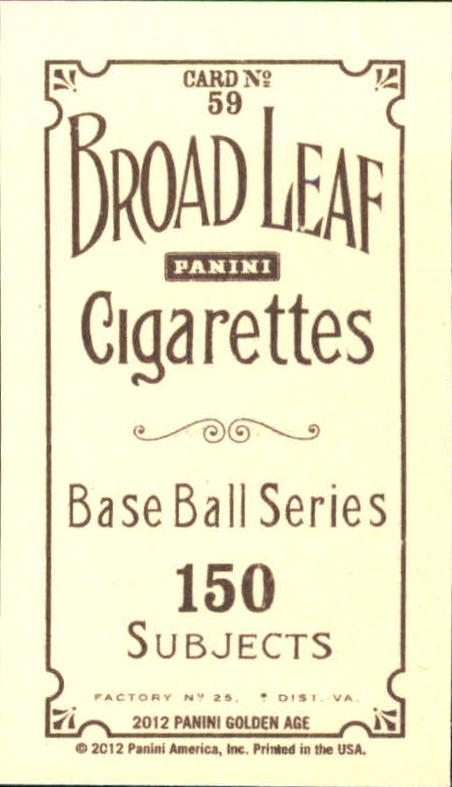 CARD Nº
59
BROAD LEAF
PANINI
Cigarettes
Base Ball Series
150
SUBJECTS
FACTORY Nº 25, DIST. VA.
2012 PANINI GOLDEN AGE
© 2012 Panini America, Inc. Printed in the USA.